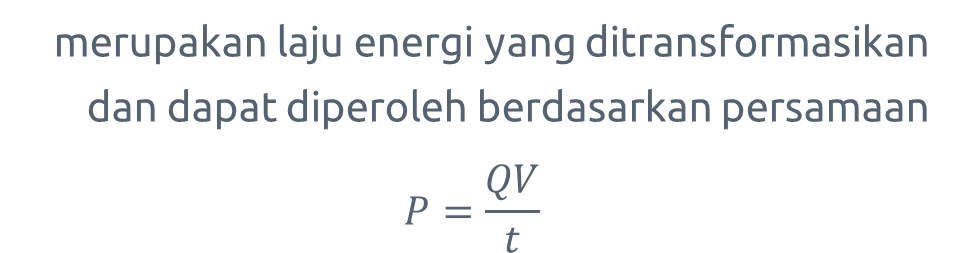 merupakan laju energi yang ditransformasikan
dan dapat diperoleh berdasarkan persamaan
P = QV/t